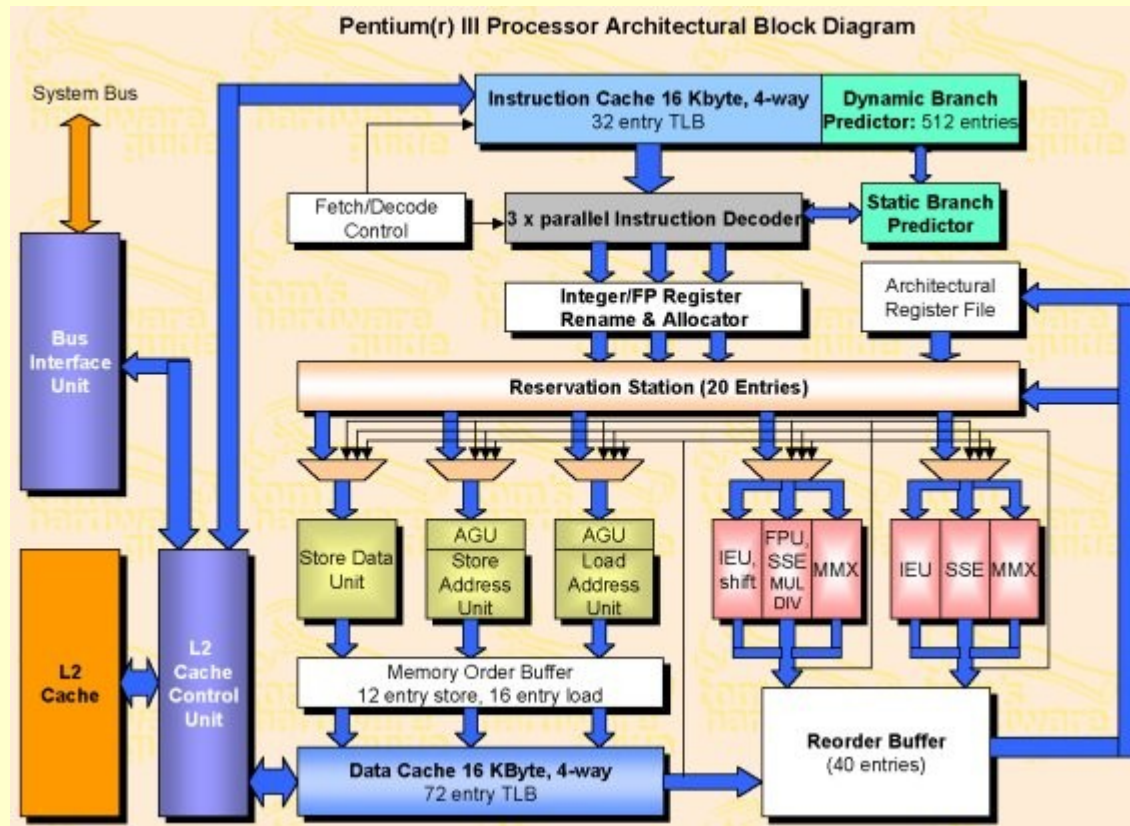 Pentium(r) III Processor Architectural Block Diagram
System Bus
Instruction Cache 16 Kbyte, 4-way
32 entry TLB
Dynamic Branch
Predictor: 512 entries
Fetch/Decode
Control
3 x parallel Instruction Decoder
Static Branch
Predictor
Integer/FP Register
Rename & Allocator
Architectural
Register File
Bus
Interface
Unit
Reservation Station (20 Entries)
Store Data
Unit
AGU
Store
Address
Unit
AGU
Load
Address
Unit
IEU,
shift
FPU,
SSE
MUL
DIV
MMX
IEU
SSE
MMX
L2
Cache
L2
Cache
Control
Unit
Memory Order Buffer
12 entry store, 16 entry load
Data Cache 16 KByte, 4-way
72 entry TLB
Reorder Buffer
(40 entries)
tom's
hardware
guide